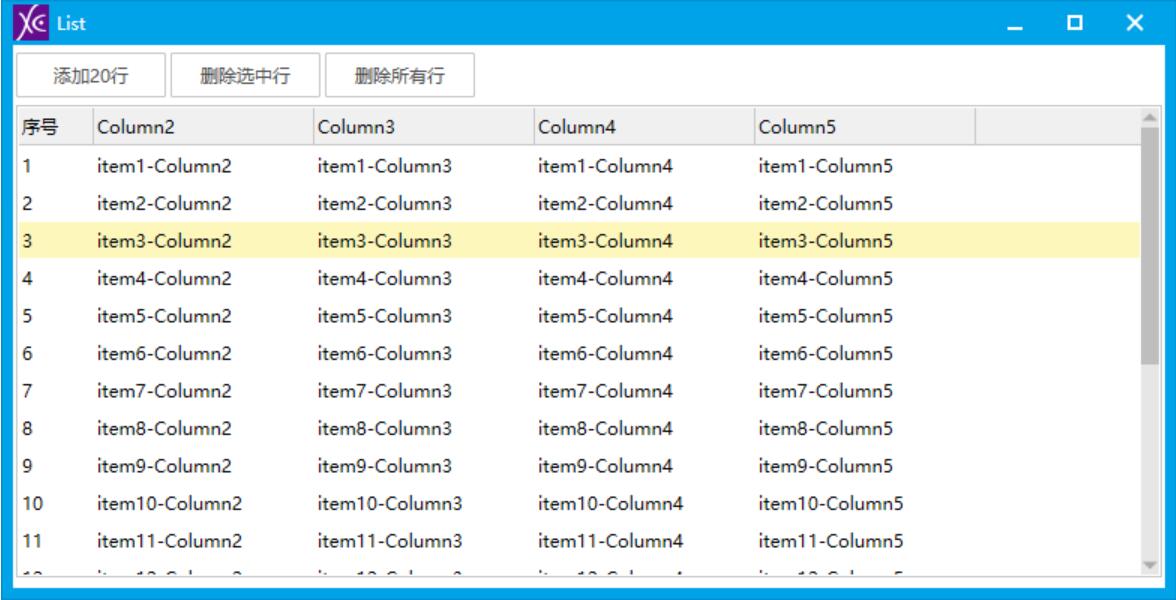 List
添加20行 删除选中行 删除所有行
序号 Column2 Column3 Column4 Column5
1 item1-Column2 item1-Column3 item1-Column4 item1-Column5
2 item2-Column2 item2-Column3 item2-Column4 item2-Column5
3 item3-Column2 item3-Column3 item3-Column4 item3-Column5
4 item4-Column2 item4-Column3 item4-Column4 item4-Column5
5 item5-Column2 item5-Column3 item5-Column4 item5-Column5
6 item6-Column2 item6-Column3 item6-Column4 item6-Column5
7 item7-Column2 item7-Column3 item7-Column4 item7-Column5
8 item8-Column2 item8-Column3 item8-Column4 item8-Column5
9 item9-Column2 item9-Column3 item9-Column4 item9-Column5
10 item10-Column2 item10-Column3 item10-Column4 item10-Column5
11 item11-Column2 item11-Column3 item11-Column4 item11-Column5